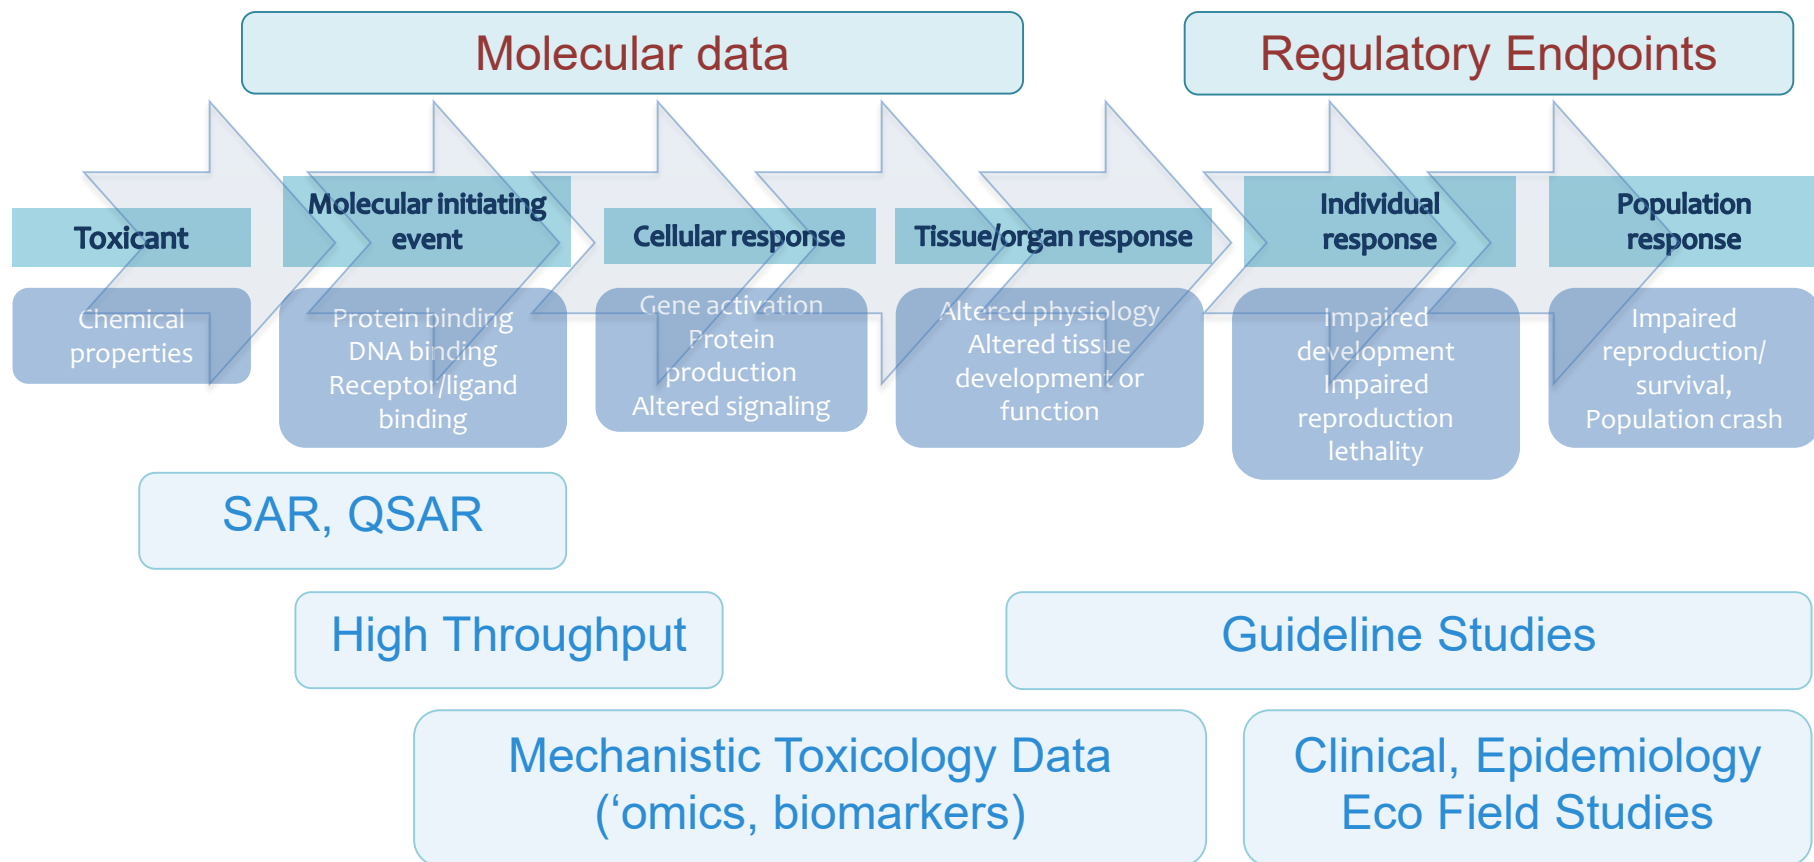 Molecular data
Regulatory Endpoints
Toxicant
Molecular initiating
event
Cellular response
Tissue/organ response
Individual
response
Population
response
Chemical
properties
Protein binding
DNA binding
Receptor/ligand
binding
Gene activation
Protein
production
Altered signaling
Altered physiology
Altered tissue
development or
function
Impaired
development
Impaired
reproduction
lethality
Impaired
reproduction/
survival,
Population crash
SAR, QSAR
High Throughput
Guideline Studies
Mechanistic Toxicology Data
(‘omics, biomarkers)
Clinical, Epidemiology
Eco Field Studies